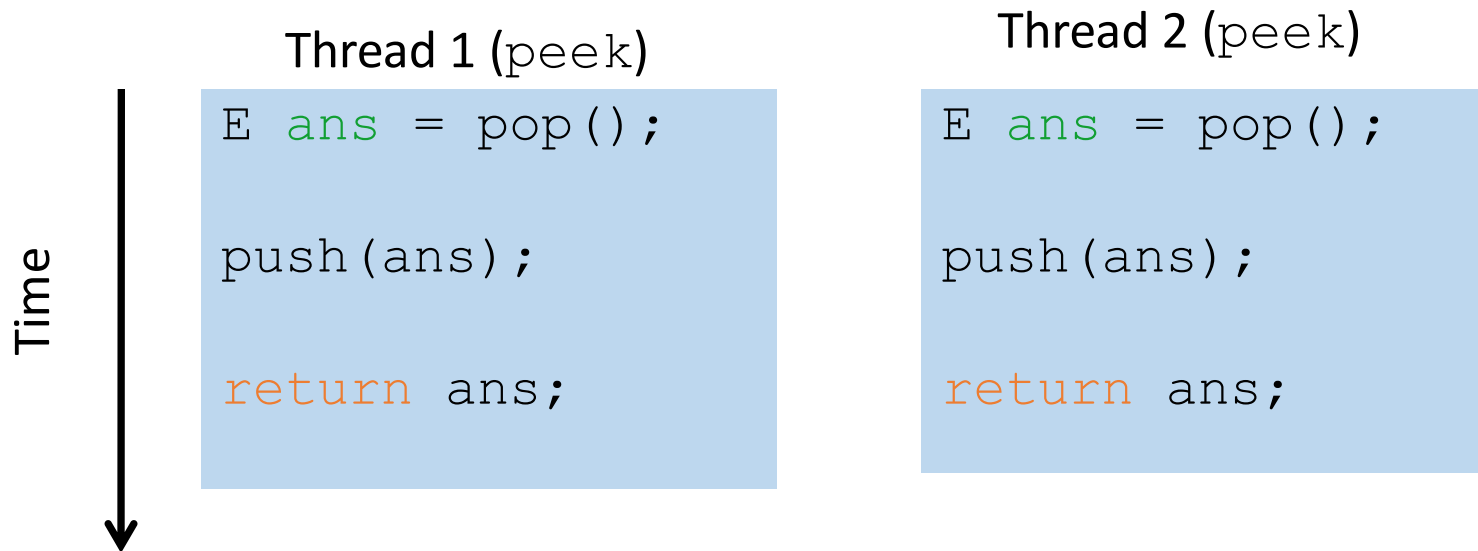 Thread 1 (peek)
E ans = pop();
push(ans);
return ans;
Thread 2 (peek)
E ans = pop();
push(ans);
return ans;
Time